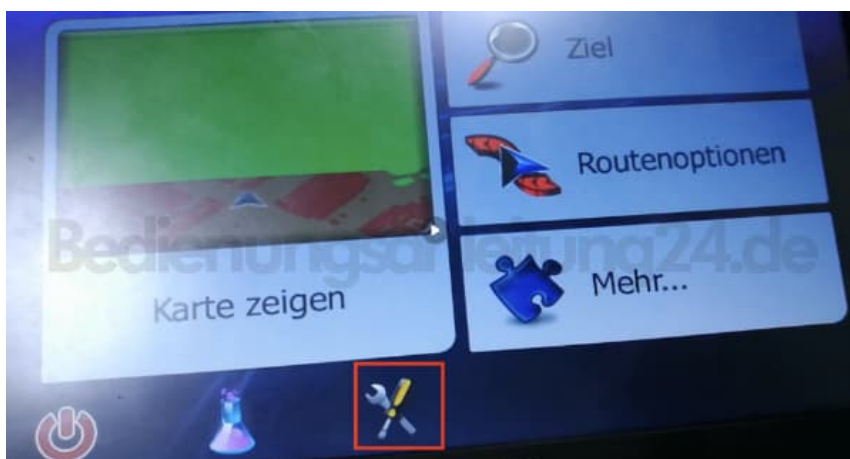 Ziel
Routenoptionen
Bedienungsanleitung24.de
Karte zeigen
Mehr...